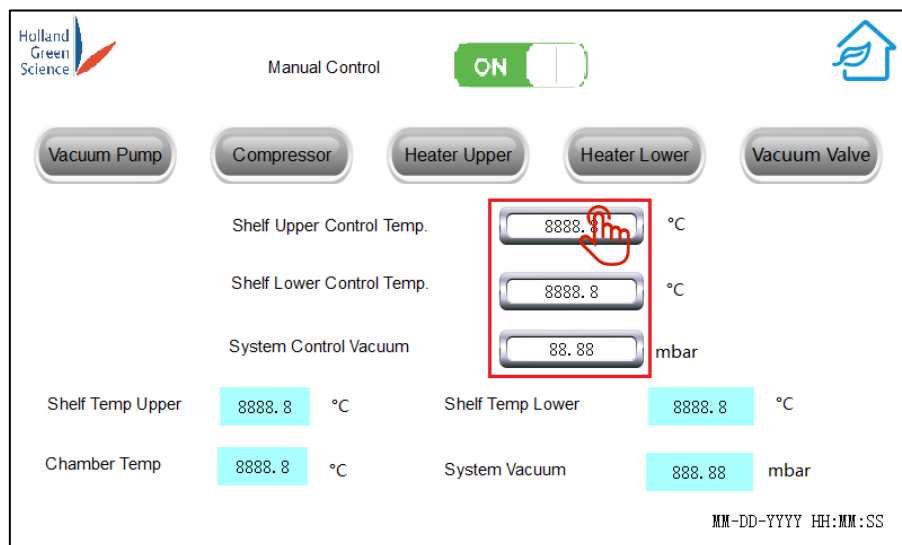 Holland
Green
Science
Manual Control
ON
Vacuum Pump
Compressor
Heater Upper
Heater Lower
Vacuum Valve
Shelf Upper Control Temp.
8888.8
°C
Shelf Lower Control Temp.
8888.8
°C
System Control Vacuum
88.88
mbar
Shelf Temp Upper
8888.8
°C
Shelf Temp Lower
8888.8
°C
Chamber Temp
8888.8
°C
System Vacuum
888.88
mbar
MM-DD-YYYY HH:MM:SS